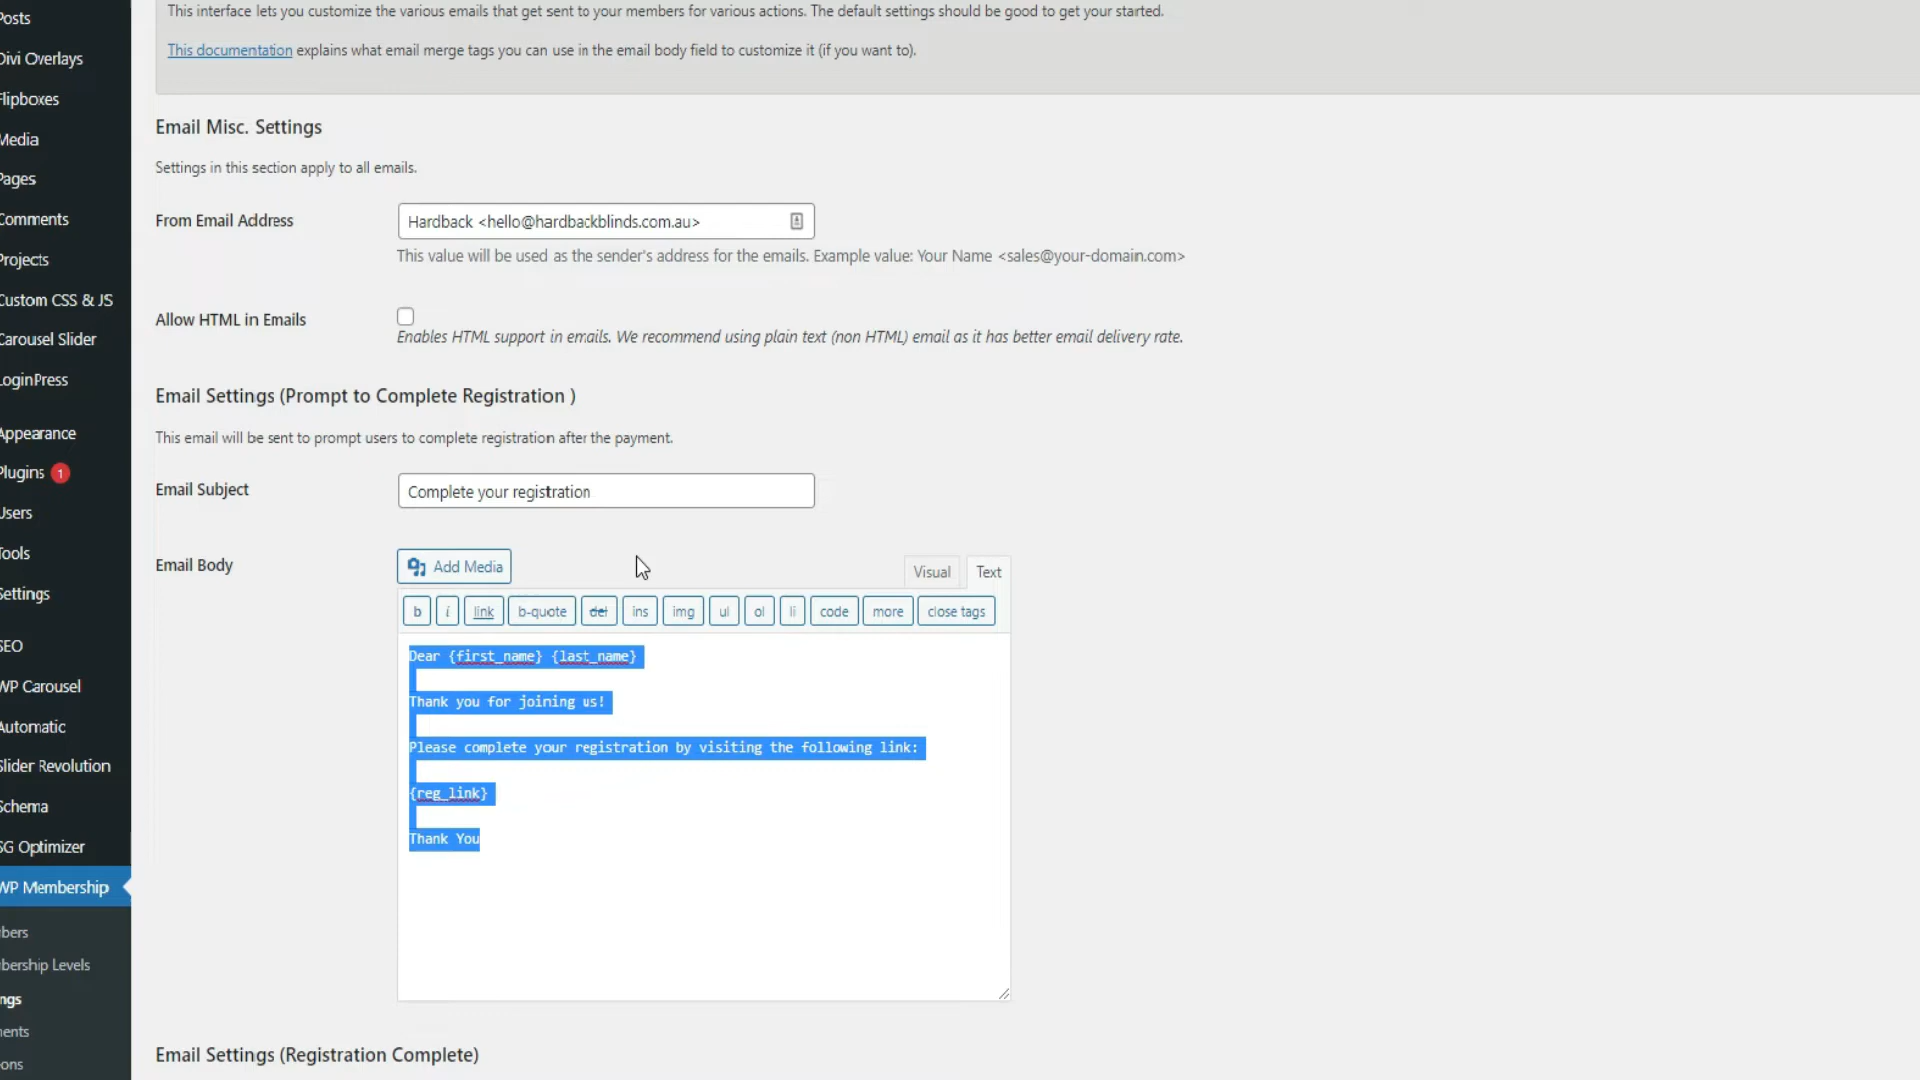 Posts
This interface lets you customize the various emails that get sent to your members for various actions. The default settings should be good to get your started.
Divi Overlays
This documentation explains what email merge tags you can use in the email body field to customize it (if you want to).
Flipboxes
Email Misc. Settings
Media
Settings in this section apply to all emails.
Pages
Comments
From Email Address
Hardback <hello@hardbackblinds.com.au>
This value will be used as the sender's address for the emails. Example value: Your Name <sales@your-domain.com>
Projects
Custom CSS & JS
Allow HTML in Emails
Enables HTML support in emails. We recommend using plain text (non HTML) email as it has better email delivery rate.
Carousel Slider
LoginPress
Email Settings (Prompt to Complete Registration )
Appearance
This email will be sent to prompt users to complete registration after the payment.
Plugins 1
Email Subject
Complete your registration
Users
Tools
Email Body
Add Media
Visual Text
Settings
b i link b-quote del ins img ul ol li code more close tags
SEO
Dear {first_name} {last_name}
WP Carousel
Thank you for joining us!
Automatic
Please complete your registration by visiting the following link:
Slider Revolution
{reg_link}
Schema
Thank You
SG Optimizer
WP Membership
bers
bership Levels
ngs
ents
ons
Email Settings (Registration Complete)